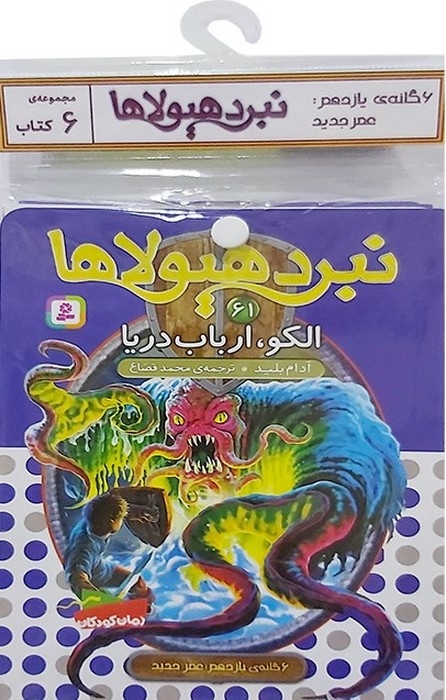 ۶گانه‌ی یازدهم:
عصر جدید
نبرد هیولاها
مجموعه‌ی
۶ کتاب
نبرد هیولاها
۶۱
الکو، ارباب دریا
آدام بلید • ترجمه‌ی محمد قصاع
رمان کودکان
۶گانه‌ی یازدهم: عصر جدید